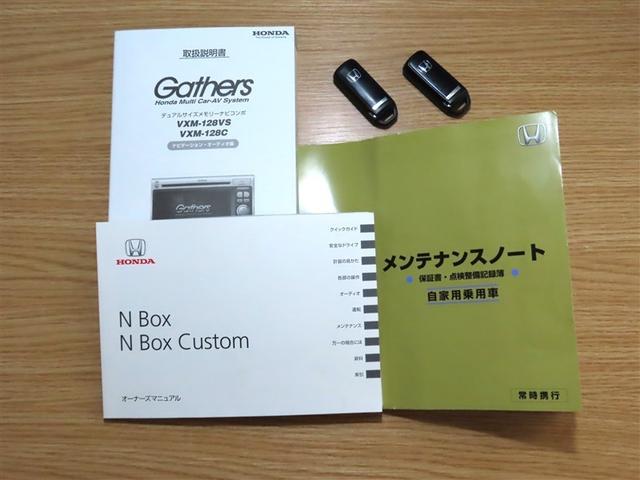 HONDA
The Power of Dreams
取扱説明書
Gathers
Honda Multi Car-AV System
デュアルサイズメモリーナビコンポ
VXM-128VS
VXM-128C
ナビゲーション・オーディオ編
Gathers
HONDA
N Box
N Box Custom
オーナーズマニュアル
クイックガイド
安全なドライブ
計器の見かた
各部の操作
オーディオ
運転
メンテナンス
万一の場合には
資料
索引
メンテナンスノート
保証書・点検整備記録簿
自家用乗用車
常時携行